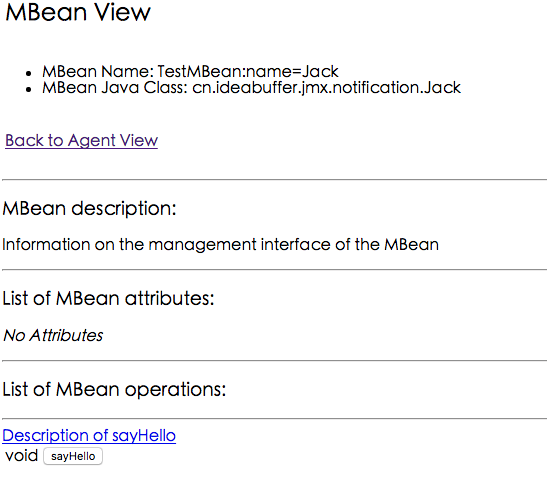 MBean View
MBean Name: TestMBean:name=Jack
MBean Java Class: cn.ideabuffer.jmx.notification.Jack
Back to Agent View
MBean description:
Information on the management interface of the MBean
List of MBean attributes:
No Attributes
List of MBean operations:
Description of sayHello
void sayHello